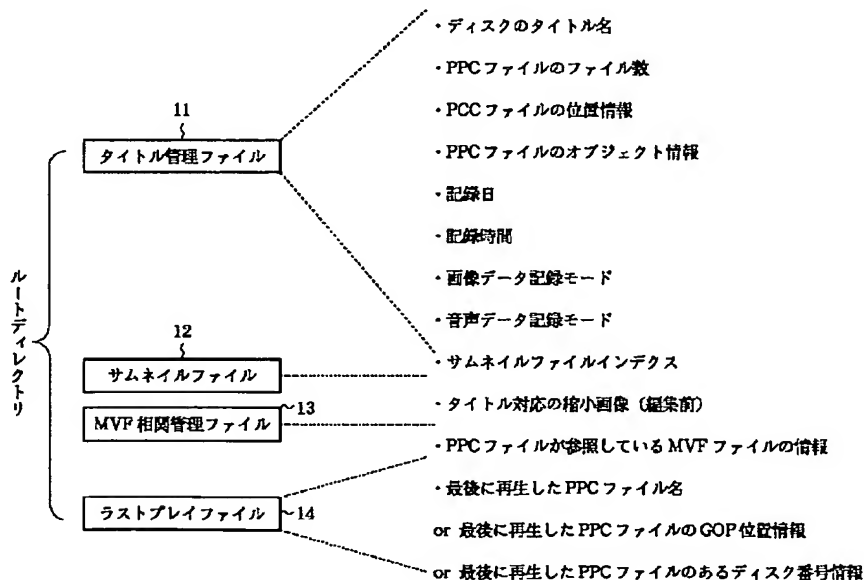 ・ディスクのタイトル名
・PPCファイルのファイル数
11
・PCCファイルの位置情報
タイトル管理ファイル
・PPCファイルのオブジェクト情報
・記録日
・記録時間
・画像データ記録モード
・音声データ記録モード
ルートディレクトリ
12
・サムネイルファイルインデクス
サムネイルファイル
・タイトル対応の縮小画像（編集前）
13
MVF相関管理ファイル
・PPCファイルが参照しているMVFファイルの情報
・最後に再生したPPCファイル名
ラストプレイファイル
14
or 最後に再生したPPCファイルのGOP位置情報
or 最後に再生したPPCファイルのあるディスク番号情報